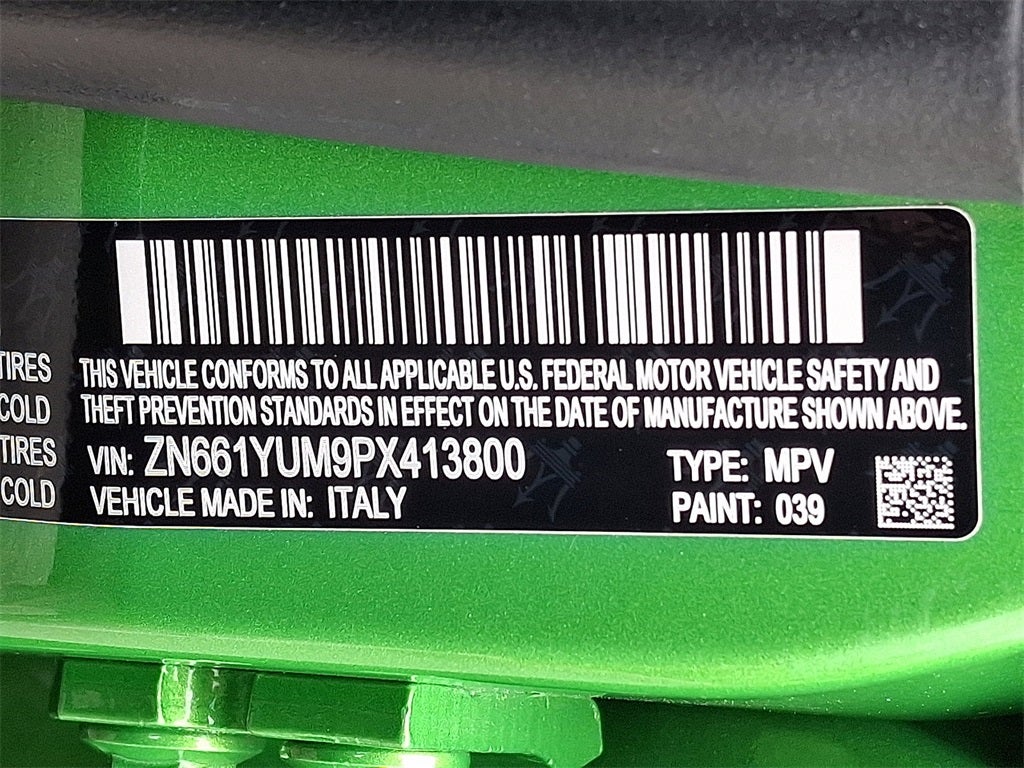 TIRES
COLD
TIRES
COLD
THIS VEHICLE CONFORMS TO ALL APPLICABLE U.S. FEDERAL MOTOR VEHICLE SAFETY AND
THEFT PREVENTION STANDARDS IN EFFECT ON THE DATE OF MANUFACTURE SHOWN ABOVE.
VIN: ZN661YUM9PX413800
TYPE: MPV
VEHICLE MADE IN: ITALY
PAINT: 039